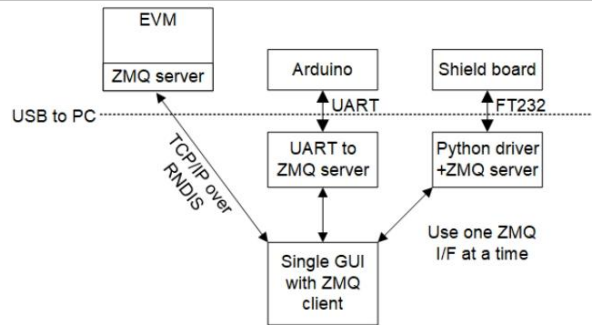 EVM
ZMQ server
Arduino
Shield board
UART
FT232
USB to PC
TCP/IP over
RNDIS
UART to
ZMQ server
Python driver
+ZMQ server
Use one ZMQ
I/F at a time
Single GUI
with ZMQ
client